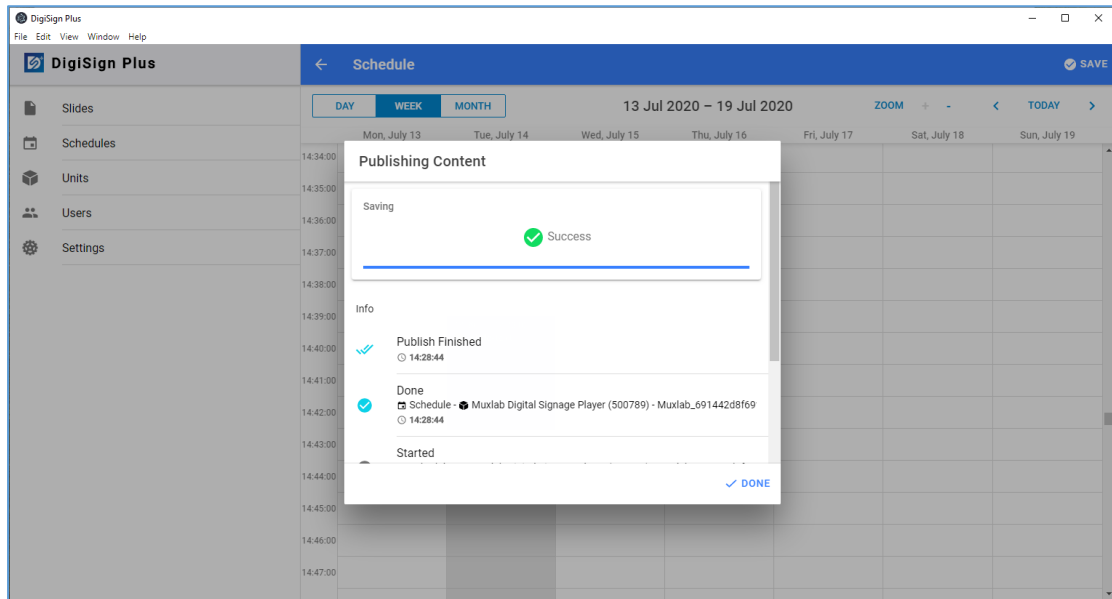 DigiSign Plus
File Edit View Window Help
DigiSign Plus
Schedule
SAVE
Slides
Schedules
Units
Users
Settings
DAY WEEK MONTH 13 Jul 2020 – 19 Jul 2020 ZOOM + - < TODAY >
Mon, July 13 Tue, July 14 Wed, July 15 Thu, July 16 Fri, July 17 Sat, July 18 Sun, July 19
14:34:00
14:35:00
14:36:00
14:37:00
14:38:00
14:39:00
14:40:00
14:41:00
14:42:00
14:43:00
14:44:00
14:45:00
14:46:00
14:47:00
Publishing Content
Saving
Success
Info
Publish Finished
14:28:44
Done
Schedule - Muxlab Digital Signage Player (500789) - Muxlab_691442d8f69
14:28:44
Started
DONE